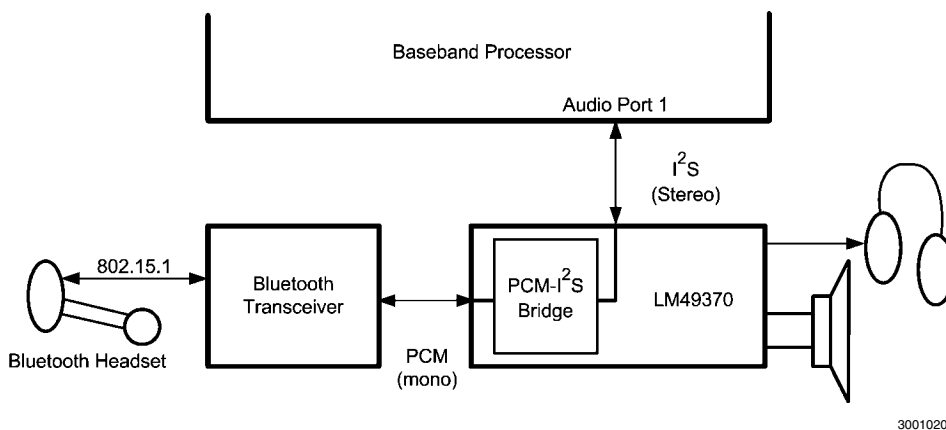 Baseband Processor
Audio Port 1
I²S
(Stereo)
802.15.1
Bluetooth
Transceiver
PCM-I²S
Bridge
LM49370
Bluetooth Headset
PCM
(mono)
3001020